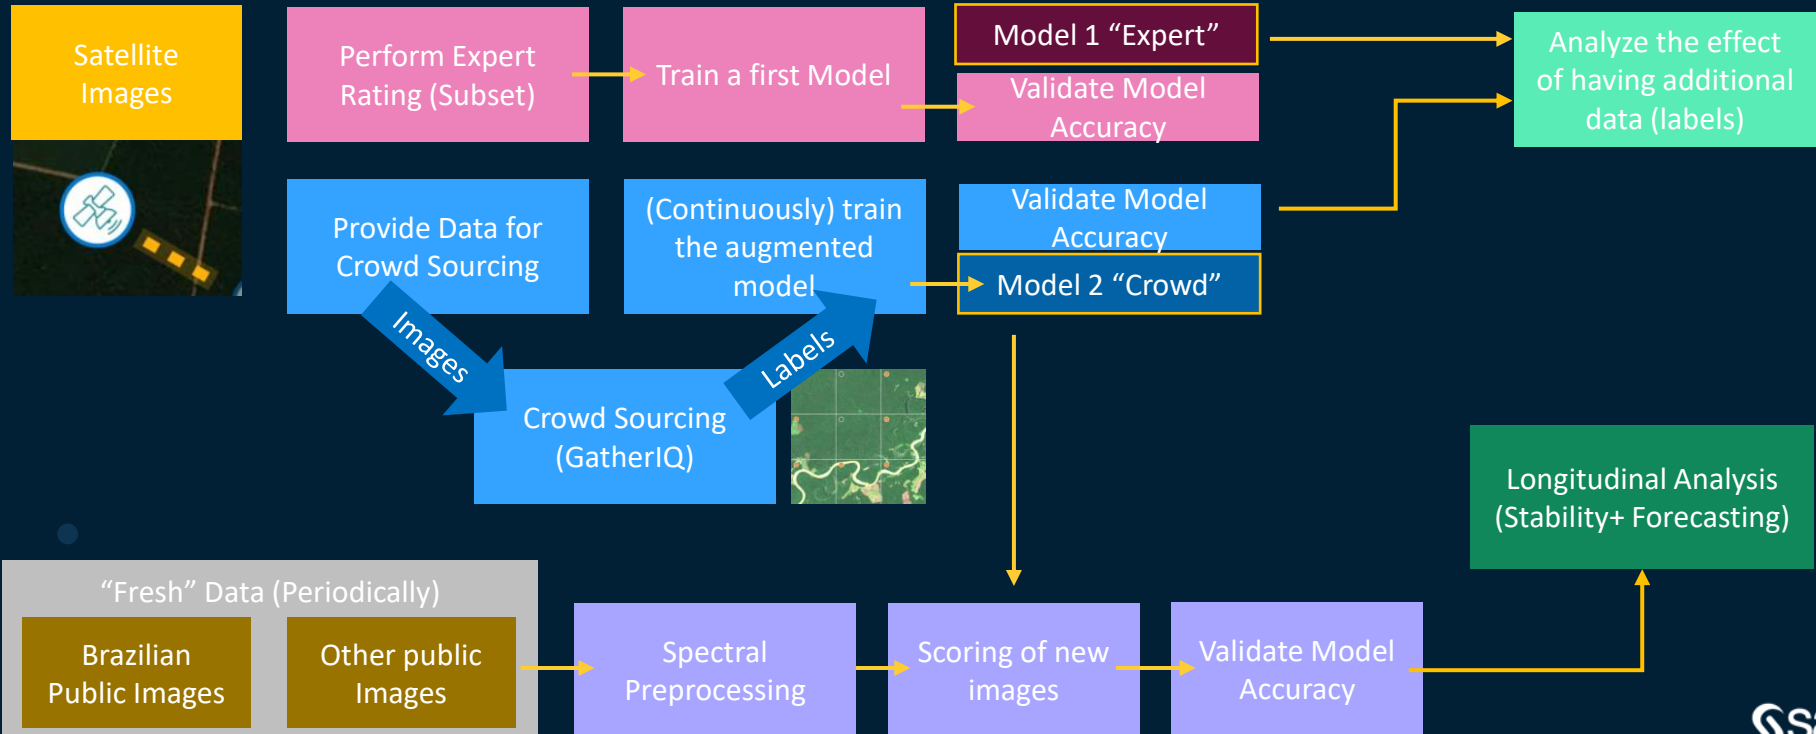 Satellite
Images
Perform Expert
Rating (Subset)
Train a first Model
Model 1 “Expert”
Validate Model
Accuracy
Analyze the effect
of having additional
data (labels)
Provide Data for
Crowd Sourcing
(Continuously) train
the augmented
model
Validate Model
Accuracy
Model 2 “Crowd”
Images
Labels
Crowd Sourcing
(GatherIQ)
Longitudinal Analysis
(Stability+ Forecasting)
“Fresh” Data (Periodically)
Brazilian
Public Images
Other public
Images
Spectral
Preprocessing
Scoring of new
images
Validate Model
Accuracy